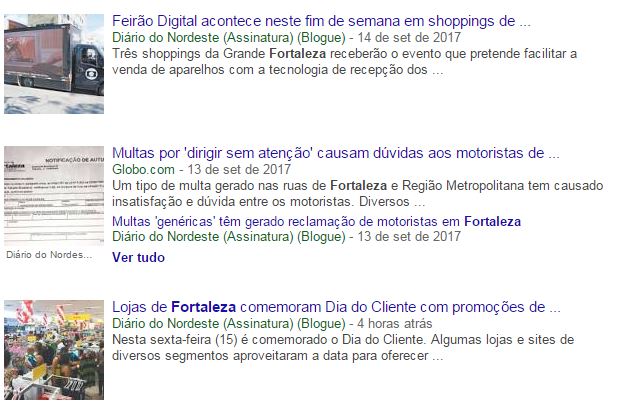 Feirão Digital acontece neste fim de semana em shoppings de ...
Diário do Nordeste (Assinatura) (Blogue) - 14 de set de 2017
Três shoppings da Grande Fortaleza receberão o evento que pretende facilitar a
venda de aparelhos com a tecnologia de recepção dos ...
NOTIFICAÇÃO DE AUTU
Multas por 'dirigir sem atenção' causam dúvidas aos motoristas de ...
Globo.com - 13 de set de 2017
Um tipo de multa gerado nas ruas de Fortaleza e Região Metropolitana tem causado
insatisfação e dúvida entre os motoristas. Diversos ...
Multas 'genéricas' têm gerado reclamação de motoristas em Fortaleza
Diário do Nordeste (Assinatura) (Blogue) - 13 de set de 2017
Diário do Nordes...
Ver tudo
Lojas de Fortaleza comemoram Dia do Cliente com promoções de ...
Diário do Nordeste (Assinatura) (Blogue) - 4 horas atrás
Nesta sexta-feira (15) é comemorado o Dia do Cliente. Algumas lojas e sites de
diversos segmentos aproveitaram a data para oferecer ...